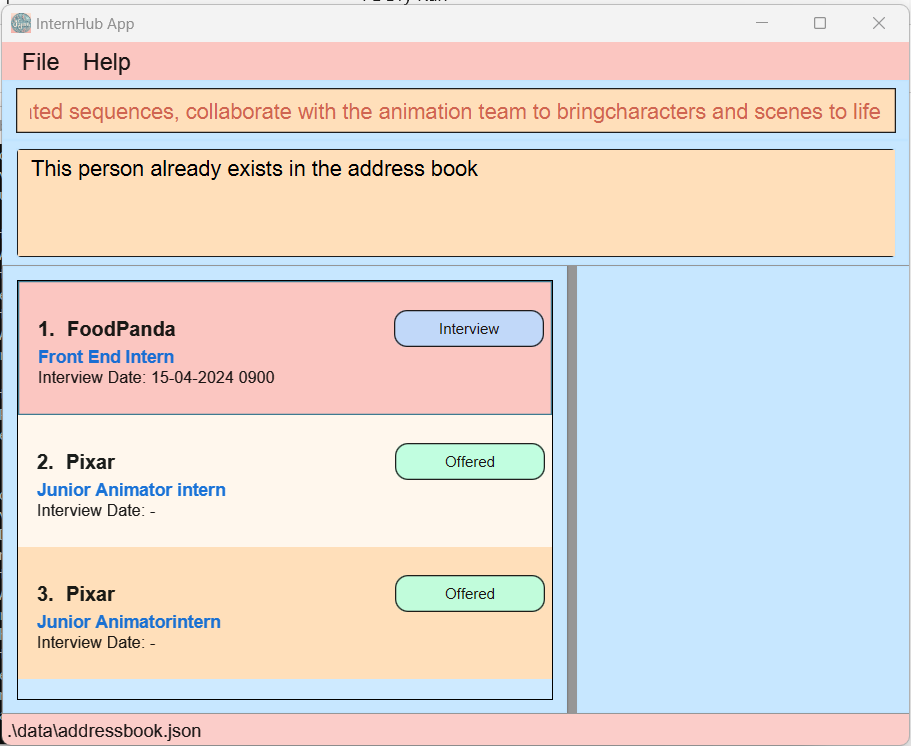 InternHub App
File Help
ated sequences, collaborate with the animation team to bringcharacters and scenes to life
This person already exists in the address book
1. FoodPanda
Interview
Front End Intern
Interview Date: 15-04-2024 0900
2. Pixar
Offered
Junior Animator intern
Interview Date: -
3. Pixar
Offered
Junior Animatorintern
Interview Date: -
.\data\addressbook.json